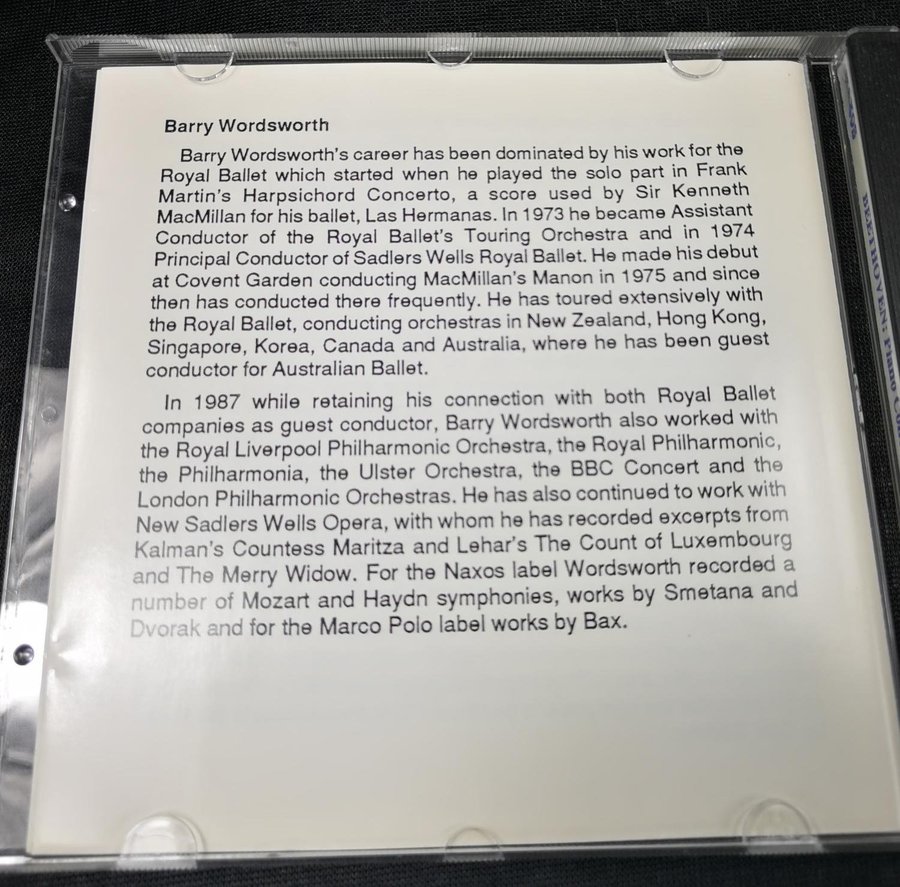 Barry Wordsworth
Barry Wordsworth's career has been dominated by his work for the
Royal Ballet which started when he played the solo part in Frank
Martin's Harpsichord Concerto, a score used by Sir Kenneth
MacMillan for his ballet, Las Hermanas. In 1973 he became Assistant
Conductor of the Royal Ballet's Touring Orchestra and in 1974
Principal Conductor of Sadlers Wells Royal Ballet. He made his debut
at Covent Garden conducting MacMillan's Manon in 1975 and since
then has conducted there frequently. He has toured extensively with
the Royal Ballet, conducting orchestras in New Zealand, Hong Kong,
Singapore, Korea, Canada and Australia, where he has been guest
conductor for Australian Ballet.
In 1987 while retaining his connection with both Royal Ballet
companies as guest conductor, Barry Wordsworth also worked with
the Royal Liverpool Philharmonic Orchestra, the Royal Philharmonic,
the Philharmonia, the Ulster Orchestra, the BBC Concert and the
London Philharmonic Orchestras. He has also continued to work with
New Sadlers Wells Opera, with whom he has recorded excerpts from
Kalman's Countess Maritza and Lehar's The Count of Luxembourg
and The Merry Widow. For the Naxos label Wordsworth recorded a
number of Mozart and Haydn symphonies, works by Smetana and
Dvorak and for the Marco Polo label works by Bax.
BEETHOVEN: Piano